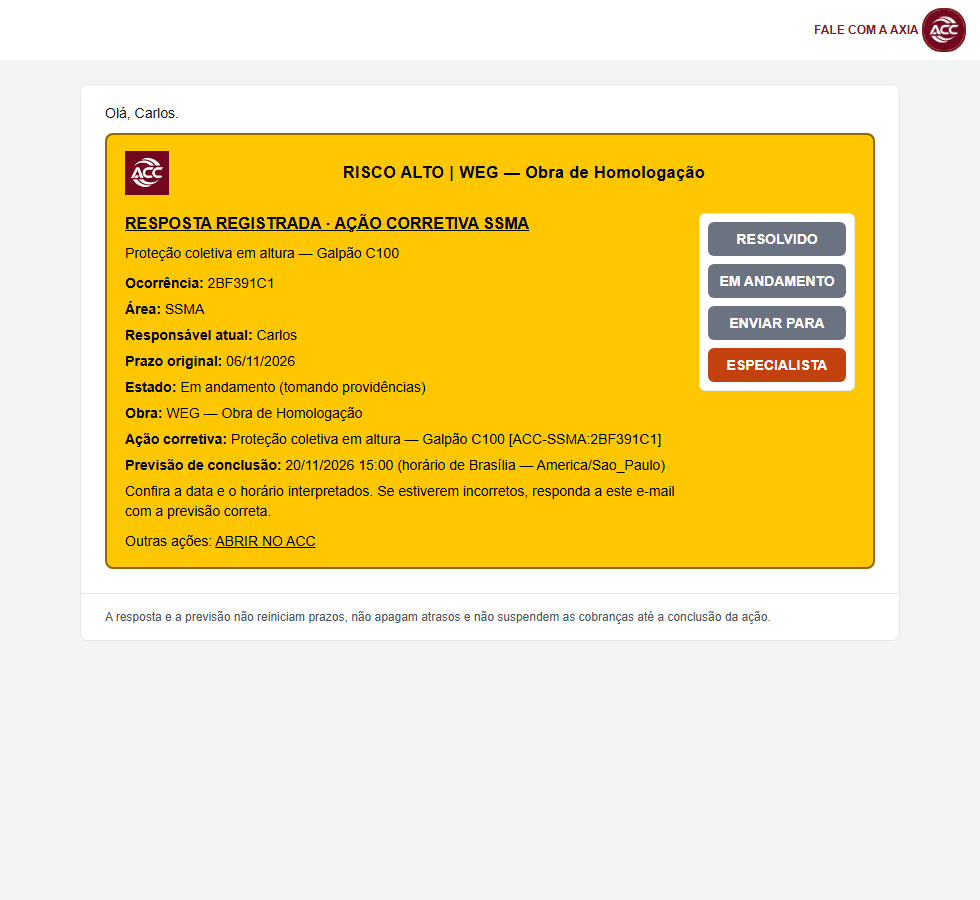 FALE COM A AXIA
ACC
Olá, Carlos.
ACC
RISCO ALTO | WEG — Obra de Homologação
RESPOSTA REGISTRADA · AÇÃO CORRETIVA SSMA
Proteção coletiva em altura — Galpão C100
Ocorrência: 2BF391C1
Área: SSMA
Responsável atual: Carlos
Prazo original: 06/11/2026
Estado: Em andamento (tomando providências)
Obra: WEG — Obra de Homologação
Ação corretiva: Proteção coletiva em altura — Galpão C100 [ACC-SSMA:2BF391C1]
Previsão de conclusão: 20/11/2026 15:00 (horário de Brasília — America/Sao_Paulo)
Confira a data e o horário interpretados. Se estiverem incorretos, responda a este e-mail
com a previsão correta.
Outras ações: ABRIR NO ACC
RESOLVIDO
EM ANDAMENTO
ENVIAR PARA
ESPECIALISTA
A resposta e a previsão não reiniciam prazos, não apagam atrasos e não suspendem as cobranças até a conclusão da ação.